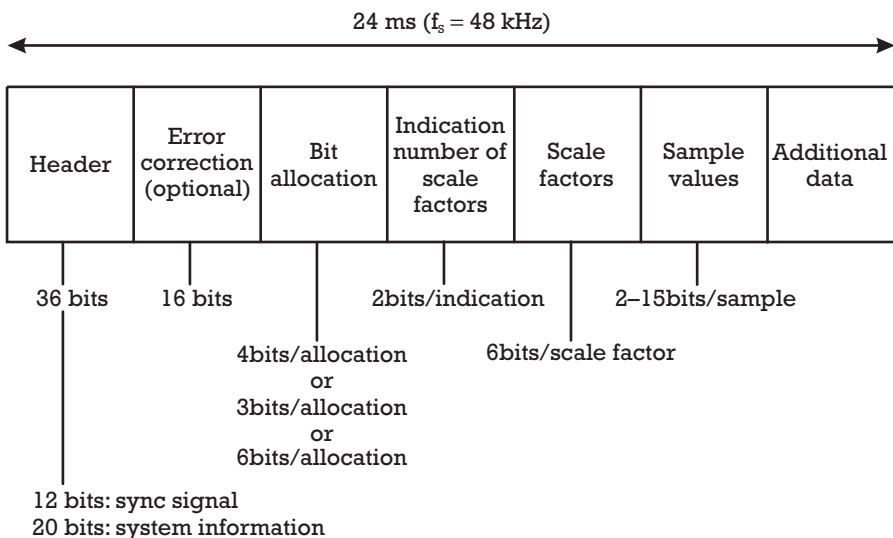 24 ms (fs = 48 kHz)
Header
Error
correction
(optional)
Bit
allocation
Indication
number of
scale
factors
Scale
factors
Sample
values
Additional
data
36 bits
16 bits
2bits/indication
2–15bits/sample
4bits/allocation
or
3bits/allocation
or
6bits/allocation
6bits/scale factor
12 bits: sync signal
20 bits: system information